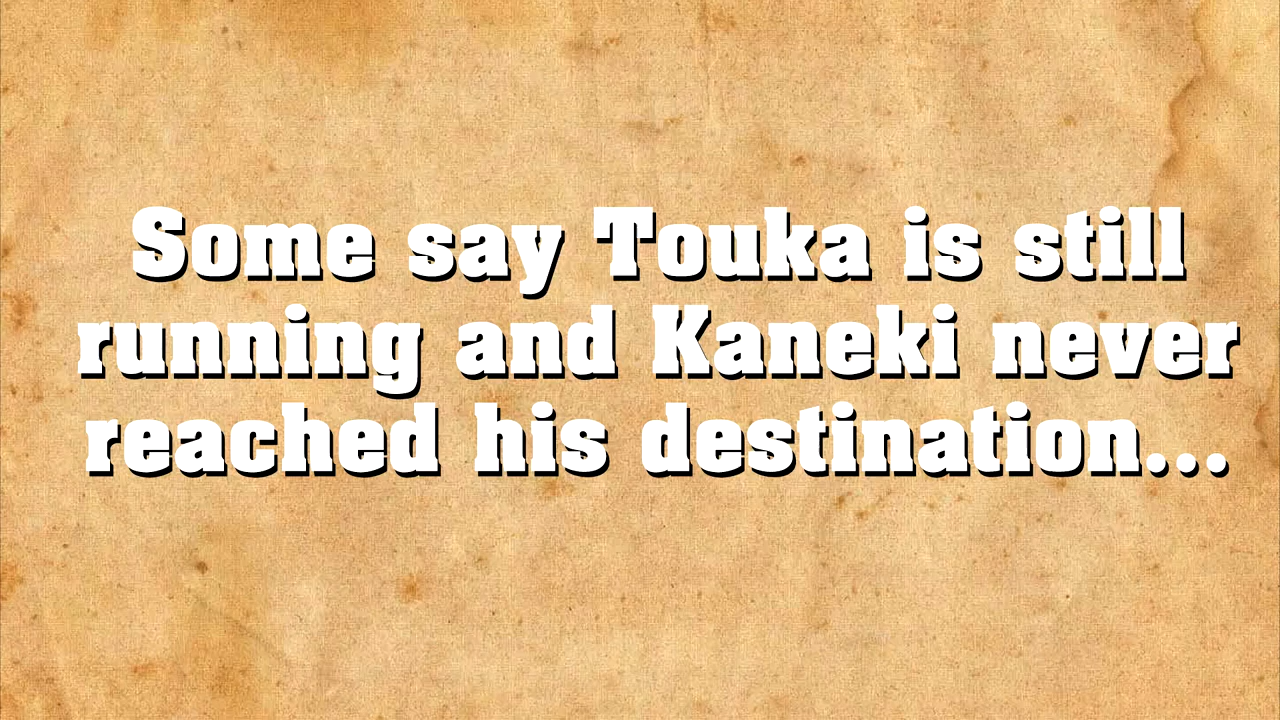 Some say Touka is still
running and Kaneki never
reached his destination...